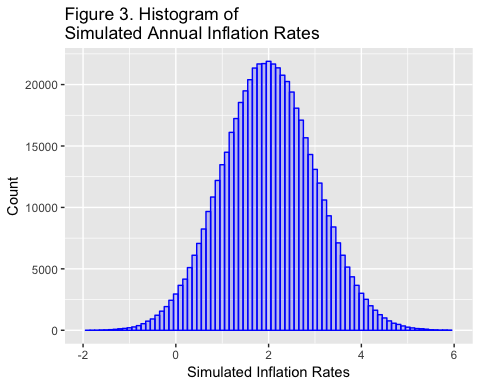 Figure 3. Histogram of
Simulated Annual Inflation Rates
20000
15000
10000
5000
0
Count
-2 0 2 4 6
Simulated Inflation Rates